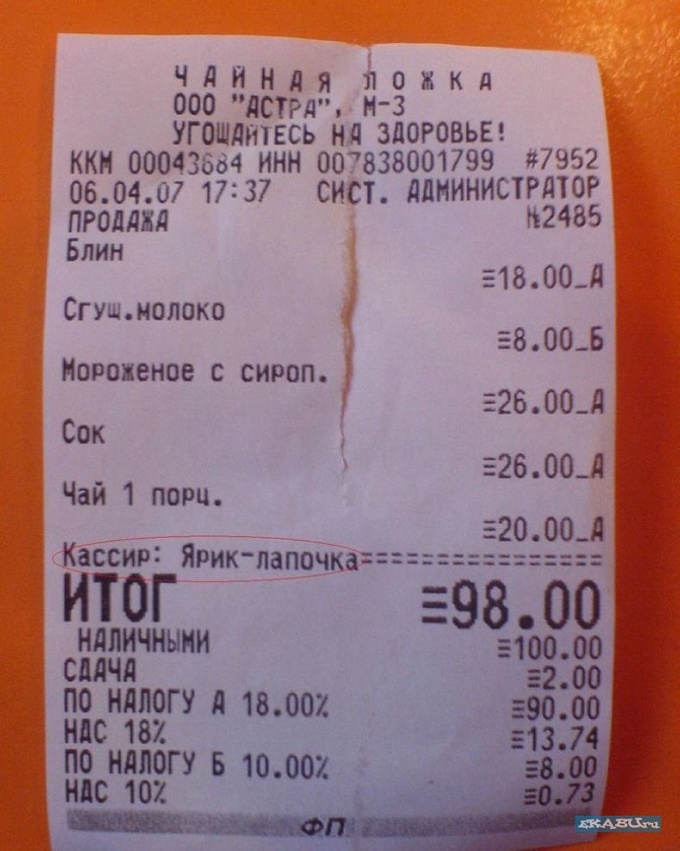 ЧАЙНАЯ ЛОЖКА
ООО "АСТРА", М-3
УГОЩАЙТЕСЬ НА ЗДОРОВЬЕ!
ККМ 00043684 ИНН 007838001799 #7952
06.04.07 17:37 СИСТ. АДМИНИСТРАТОР
ПРОДАЖА №2485
Блин
≡18.00_А
Сгущ.молоко
≡8.00_Б
Мороженое с сироп.
≡26.00_А
Сок
≡26.00_А
Чай 1 порц.
≡20.00_А
Кассир: Ярик-лапочка==============
ИТОГ ≡98.00
НАЛИЧНЫМИ ≡100.00
СДАЧА ≡2.00
ПО НАЛОГУ А 18.00% ≡90.00
НДС 18% ≡13.74
ПО НАЛОГУ Б 10.00% ≡8.00
НДС 10% ≡0.73
ФП
EKABU.ru